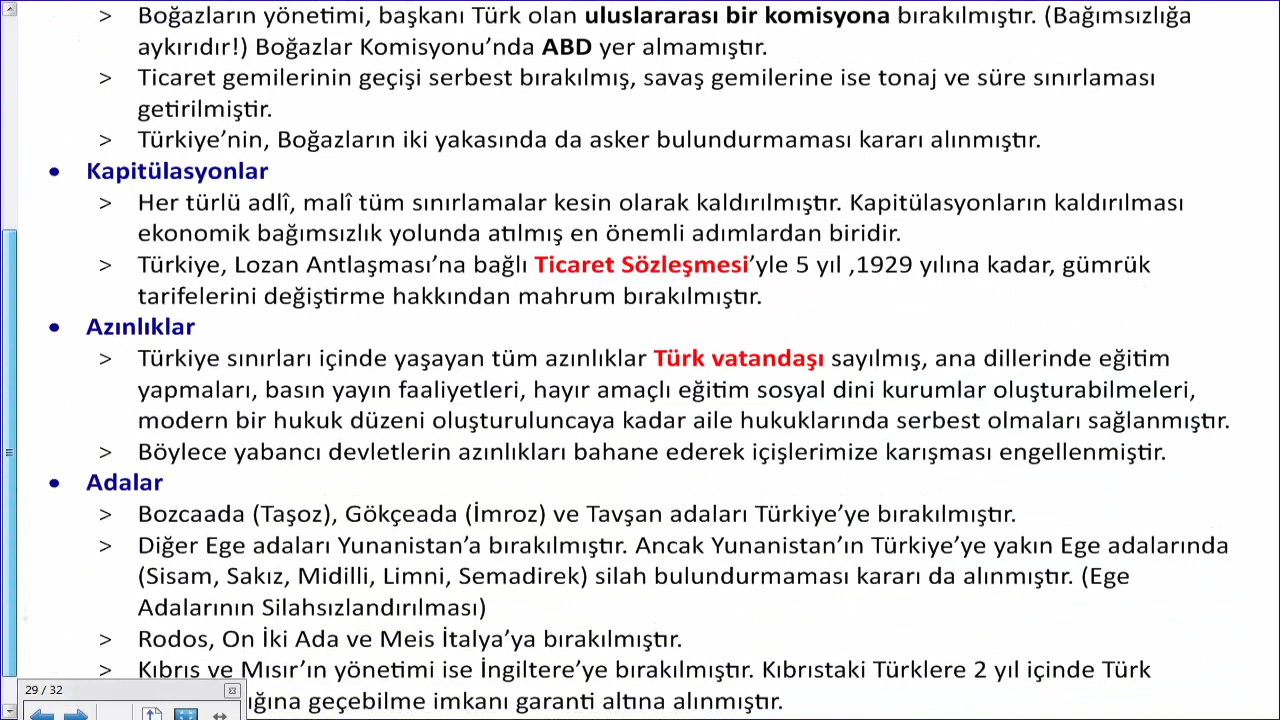 > Boğazların yönetimi, başkanı Türk olan uluslararası bir komisyona bırakılmıştır. (Bağımsızlığa
aykırıdır!) Boğazlar Komisyonu’nda ABD yer almamıştır.
> Ticaret gemilerinin geçişi serbest bırakılmış, savaş gemilerine ise tonaj ve süre sınırlaması
getirilmiştir.
> Türkiye’nin, Boğazların iki yakasında da asker bulundurmaması kararı alınmıştır.
• Kapitülasyonlar
> Her türlü adlî, malî tüm sınırlamalar kesin olarak kaldırılmıştır. Kapitülasyonların kaldırılması
ekonomik bağımsızlık yolunda atılmış en önemli adımlardan biridir.
> Türkiye, Lozan Antlaşması’na bağlı Ticaret Sözleşmesi’yle 5 yıl ,1929 yılına kadar, gümrük
tarifelerini değiştirme hakkından mahrum bırakılmıştır.
• Azınlıklar
> Türkiye sınırları içinde yaşayan tüm azınlıklar Türk vatandaşı sayılmış, ana dillerinde eğitim
yapmaları, basın yayın faaliyetleri, hayır amaçlı eğitim sosyal dini kurumlar oluşturabilmeleri,
modern bir hukuk düzeni oluşturuluncaya kadar aile hukuklarında serbest olmaları sağlanmıştır.
> Böylece yabancı devletlerin azınlıkları bahane ederek içişlerimize karışması engellenmiştir.
• Adalar
> Bozcaada (Taşoz), Gökçeada (İmroz) ve Tavşan adaları Türkiye’ye bırakılmıştır.
> Diğer Ege adaları Yunanistan’a bırakılmıştır. Ancak Yunanistan’ın Türkiye’ye yakın Ege adalarında
(Sisam, Sakız, Midilli, Limni, Semadirek) silah bulundurmaması kararı da alınmıştır. (Ege
Adalarının Silahsızlandırılması)
> Rodos, On İki Ada ve Meis İtalya’ya bırakılmıştır.
> Kıbrıs ve Mısır’ın yönetimi ise İngiltere’ye bırakılmıştır. Kıbrıstaki Türklere 2 yıl içinde Türk
ığına geçebilme imkanı garanti altına alınmıştır.
29 / 32